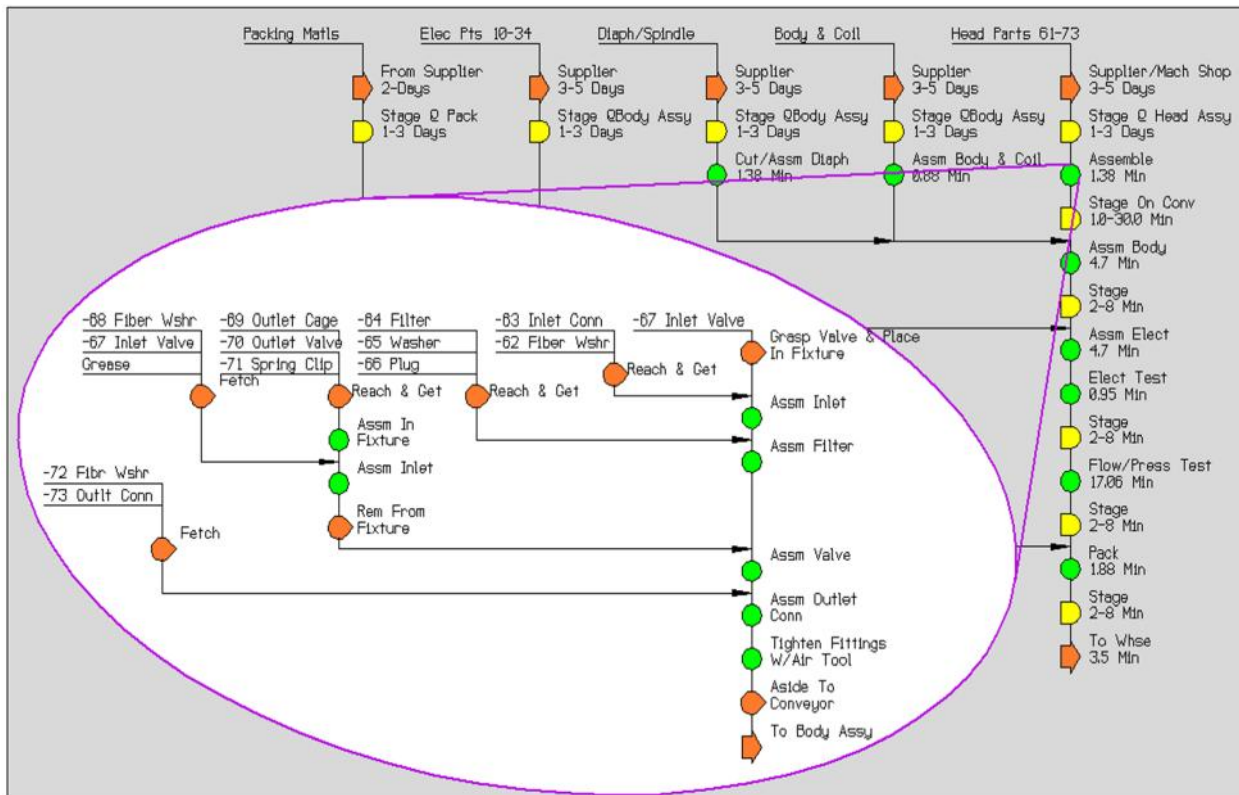 Packing Matls
Elec Pts 10-34
Diaph/Spindle
Body & Coil
Head Parts 61-73
From Supplier
2-Days
Supplier
3-5 Days
Supplier
3-5 Days
Supplier
3-5 Days
Supplier/Mach Shop
3-5 Days
Stage Q Pack
1-3 Days
Stage QBody Assy
1-3 Days
Stage QBody Assy
1-3 Days
Stage QBody Assy
1-3 Days
Stage Q Head Assy
1-3 Days
Cut/Assm Diaph
1.38 Min
Assm Body & Coil
0.88 Min
Assemble
1.38 Min
Stage On Conv
1.0-30.0 Min
Assm Body
4.7 Min
Stage
2-8 Min
Assm Elect
4.7 Min
Elect Test
0.95 Min
Stage
2-8 Min
Flow/Press Test
17.06 Min
Stage
2-8 Min
Pack
1.88 Min
Stage
2-8 Min
To Whse
3.5 Min
-68 Fiber Wshr
-67 Inlet Valve
Grease
Fetch
-69 Outlet Cage
-70 Outlet Valve
-71 Spring Clip
Reach & Get
Assm In
Fixture
Assm Inlet
Rem From
Fixture
-64 Filter
-65 Washer
-66 Plug
Reach & Get
-63 Inlet Conn
-62 Fiber Wshr
Reach & Get
-67 Inlet Valve
Grasp Valve & Place
In Fixture
Assm Inlet
Assm Filter
-72 Fibr Wshr
-73 Outlt Conn
Fetch
Assm Valve
Assm Outlet
Conn
Tighten Fittings
W/Air Tool
Aside To
Conveyor
To Body Assy